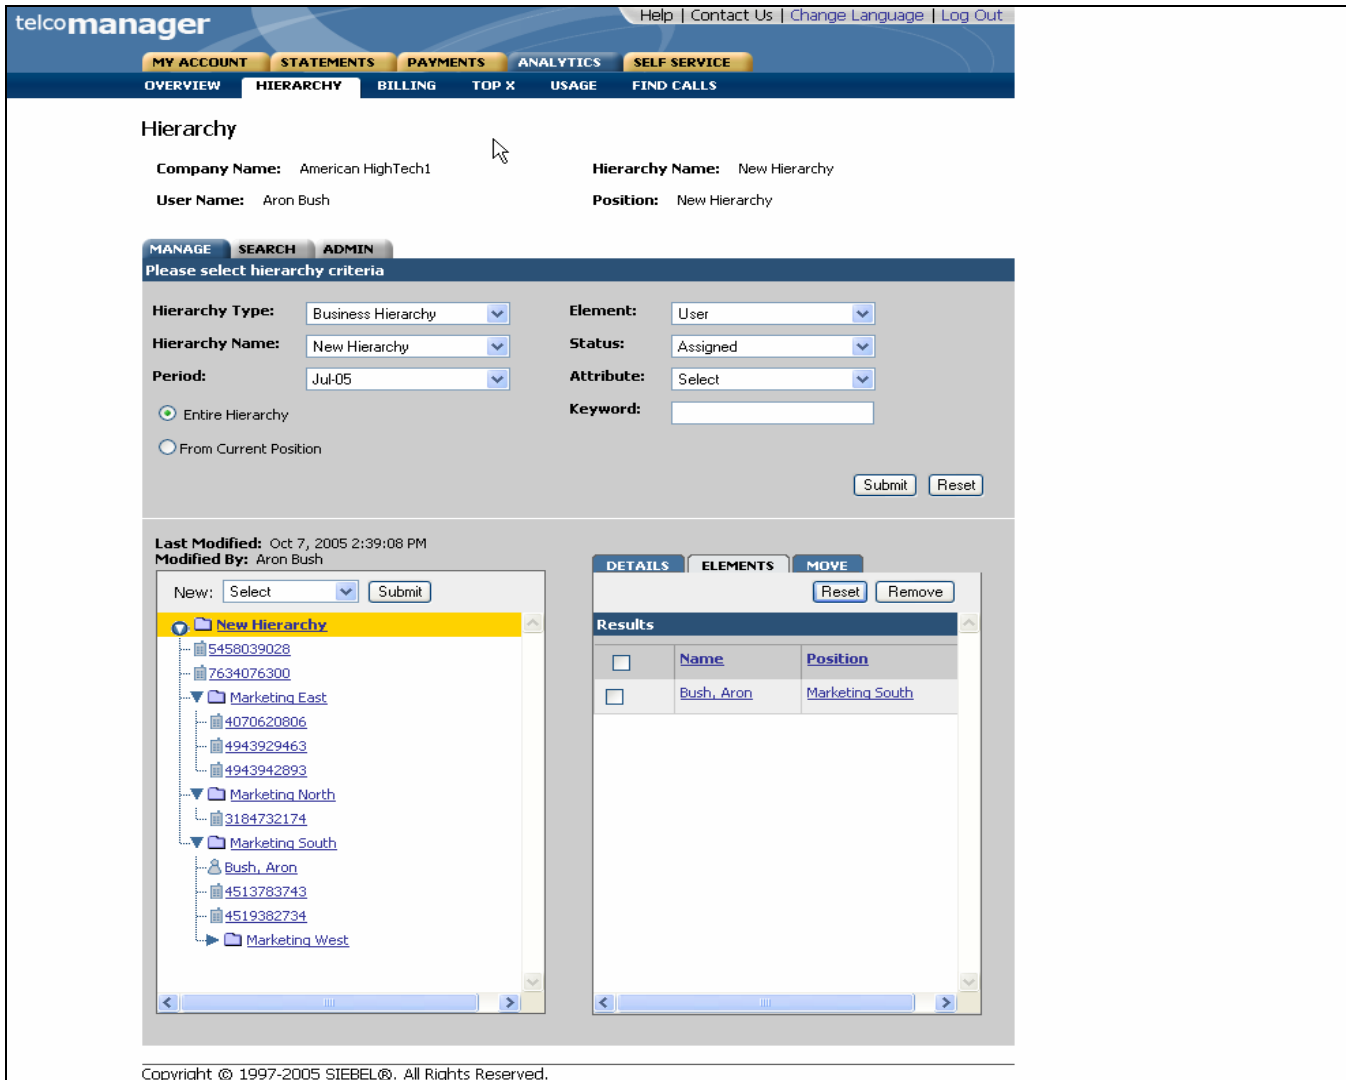 telcomanager
Help | Contact Us | Change Language | Log Out
MY ACCOUNT STATEMENTS PAYMENTS ANALYTICS SELF SERVICE
OVERVIEW HIERARCHY BILLING TOP X USAGE FIND CALLS
Hierarchy
Company Name: American HighTech1 Hierarchy Name: New Hierarchy
User Name: Aron Bush Position: New Hierarchy
MANAGE SEARCH ADMIN
Please select hierarchy criteria
Hierarchy Type: Business Hierarchy Element: User
Hierarchy Name: New Hierarchy Status: Assigned
Period: Jul-05 Attribute: Select
Entire Hierarchy Keyword:
From Current Position
Submit Reset
Last Modified: Oct 7, 2005 2:39:08 PM
Modified By: Aron Bush
New: Select Submit
New Hierarchy
5458039028
7634076300
Marketing East
4070620806
4943929463
4943942893
Marketing North
3184732174
Marketing South
Bush, Aron
4513783743
4519382734
Marketing West
DETAILS ELEMENTS MOVE
Reset Remove
Results
Name Position
Bush, Aron Marketing South
Copyright © 1997-2005 SIEBEL®. All Rights Reserved.